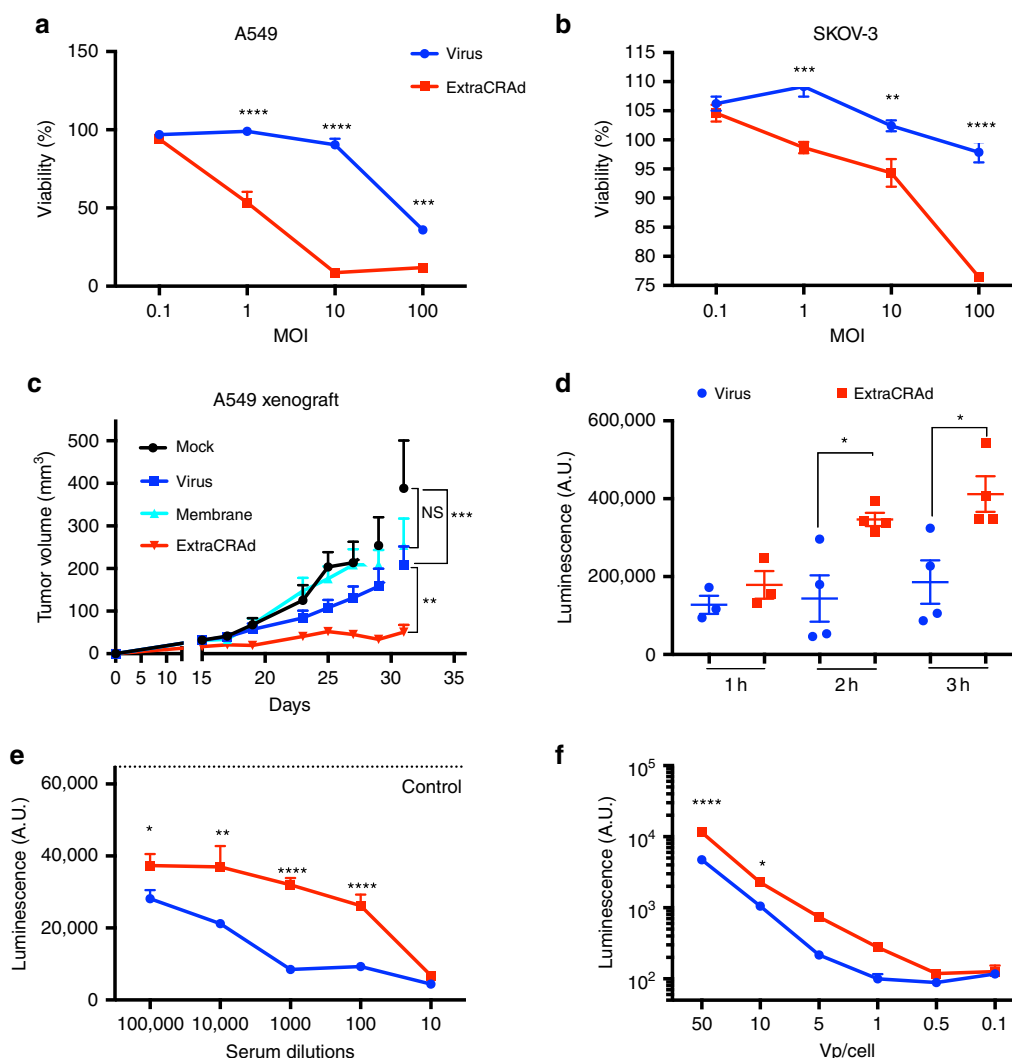 a
A549
150
100
50
0
Viability (%)
****
****
***
0.1
1
10
100
MOI
Virus
ExtraCRAd
b
SKOV-3
115
110
105
100
95
90
85
80
75
Viability (%)
***
**
****
0.1
1
10
100
MOI
c
A549 xenograft
500
400
300
200
100
0
Tumor volume (mm³)
Mock
Virus
Membrane
ExtraCRAd
NS
***
**
0
5
10
15
20
25
30
35
Days
d
Virus
ExtraCRAd
600,000
400,000
200,000
0
Luminescence (A.U.)
*
*
1 h
2 h
3 h
e
60,000
40,000
20,000
0
Luminescence (A.U.)
Control
*
**
****
****
100,000
10,000
1000
100
10
Serum dilutions
f
10⁵
10⁴
10³
10²
Luminescence (A.U.)
****
*
50
10
5
1
0.5
0.1
Vp/cell